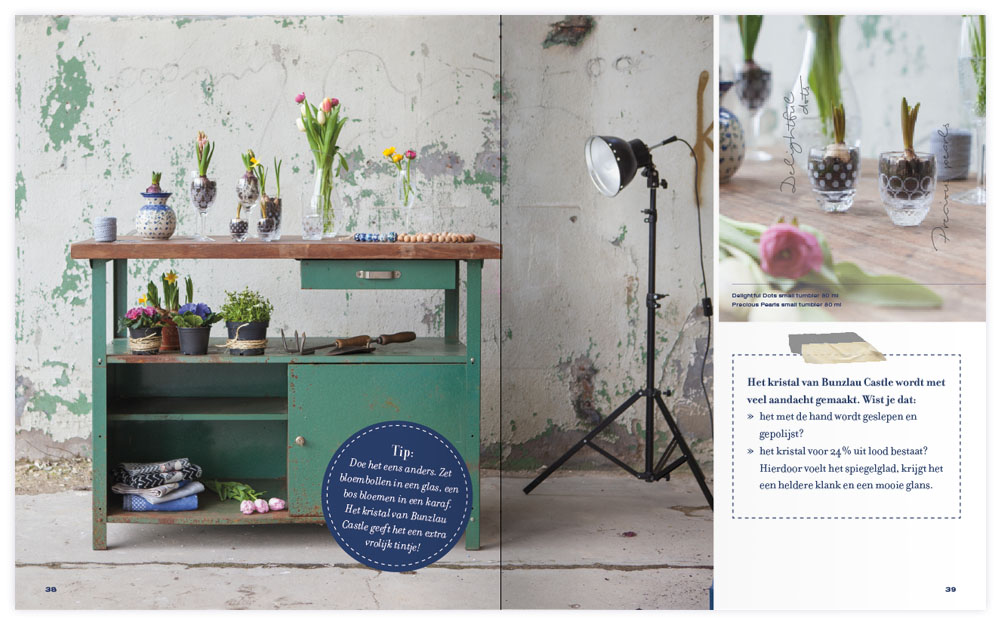 Tip:
Doe het eens anders. Zet
bloembollen in een glas, een
bos bloemen in een karaf.
Het kristal van Bunzlau
Castle geeft het een extra
vrolijk tintje!
38
Delightful
dots
Precious pearls
Delightful Dots small tumbler 80 ml
Precious Pearls small tumbler 80 ml
Het kristal van Bunzlau Castle wordt met
veel aandacht gemaakt. Wist je dat:
» het met de hand wordt geslepen en
gepolijst?
» het kristal voor 24% uit lood bestaat?
Hierdoor voelt het spiegelglad, krijgt het
een heldere klank en een mooie glans.
39